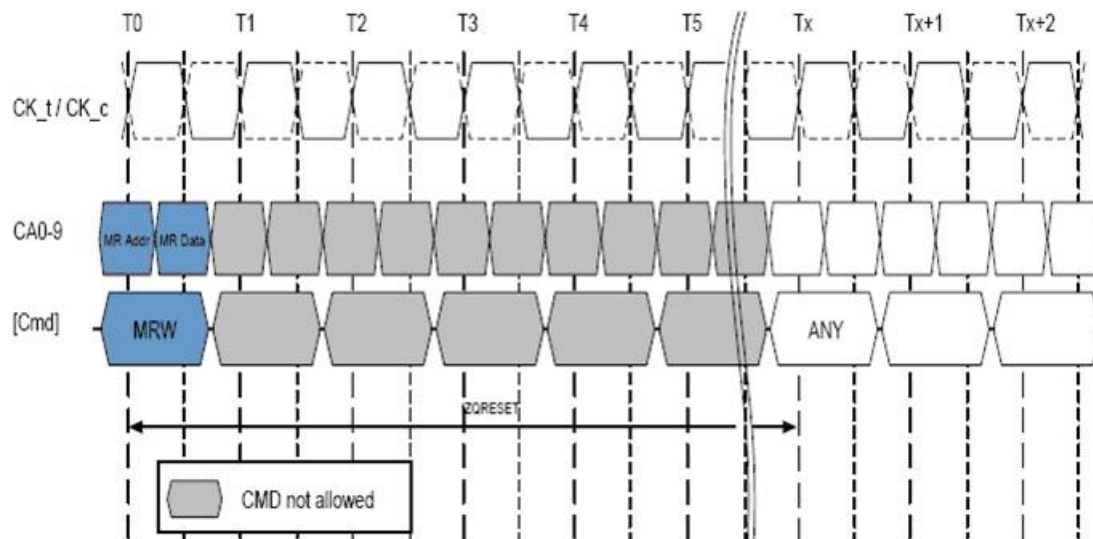 T0 T1 T2 T3 T4 T5 Tx Tx+1 Tx+2
CK_t / CK_c
CA0-9
MR Addr MR Data
[Cmd]
MRW ANY
ZQRESET
CMD not allowed